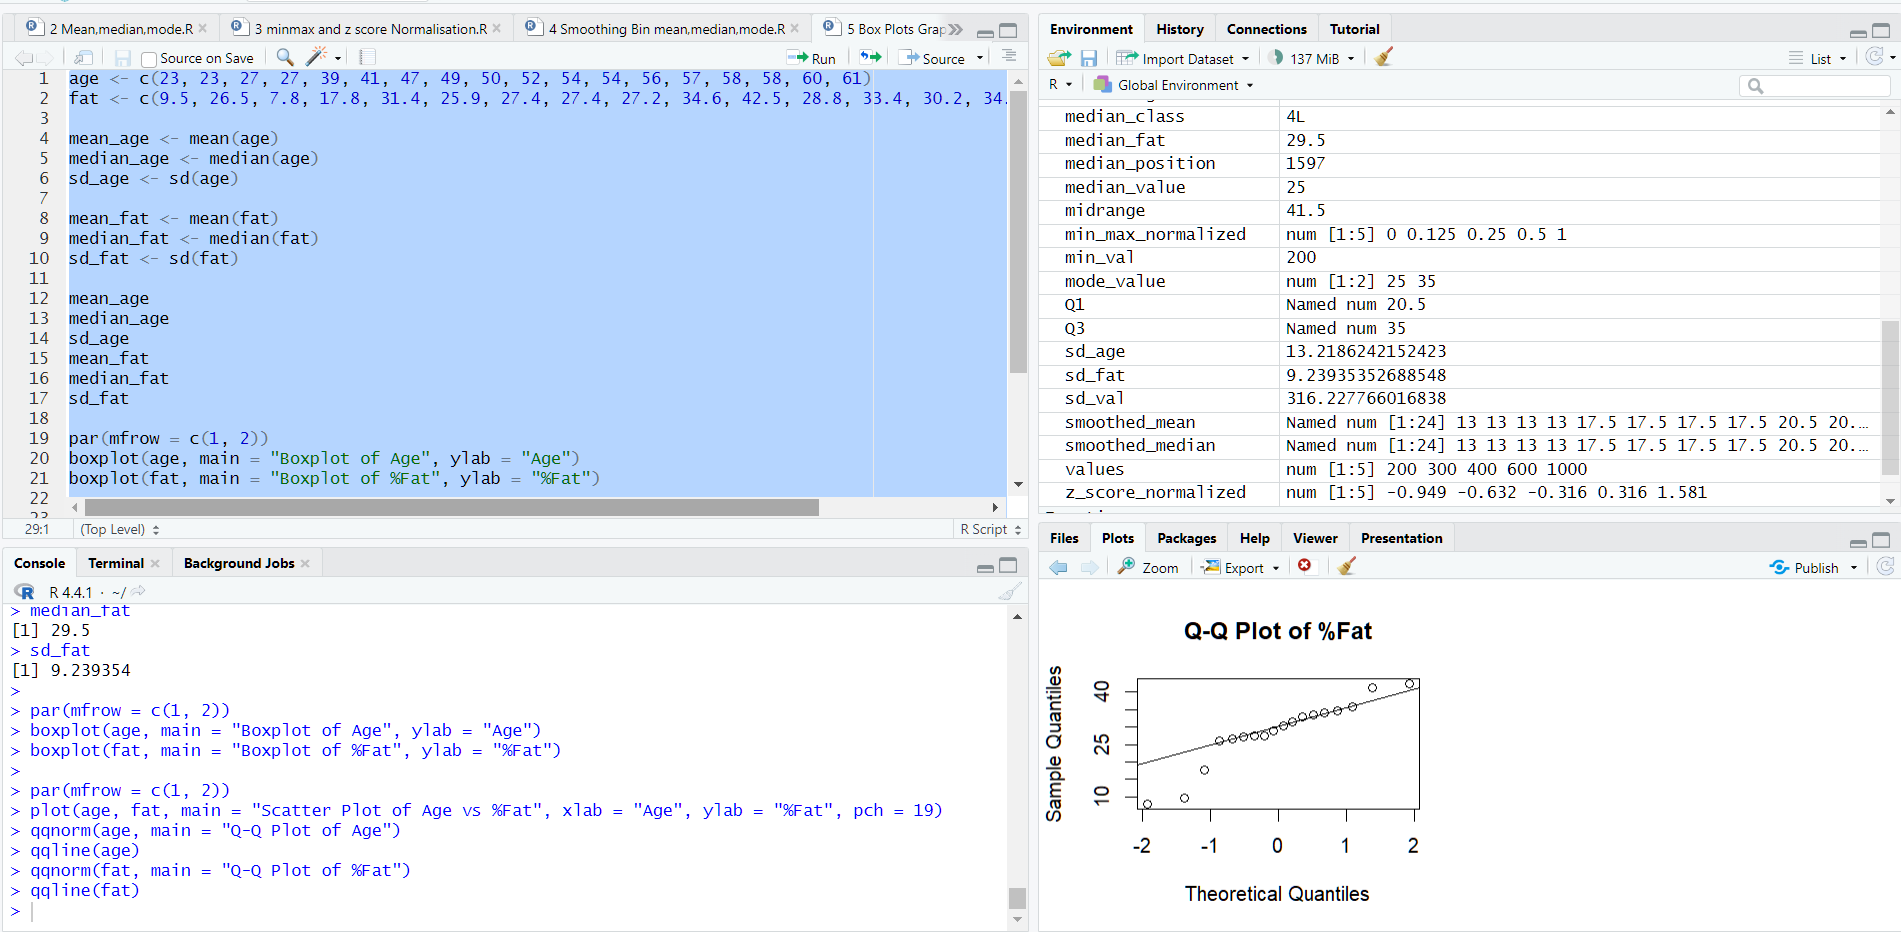 2 Mean,median,mode.R
3 minmax and z score Normalisation.R
4 Smoothing Bin mean,median,mode.R
5 Box Plots Grap
Source on Save
Run
Source
1 age <- c(23, 23, 27, 27, 39, 41, 47, 49, 50, 52, 54, 54, 56, 57, 58, 58, 60, 61)
2 fat <- c(9.5, 26.5, 7.8, 17.8, 31.4, 25.9, 27.4, 27.4, 27.2, 34.6, 42.5, 28.8, 33.4, 30.2, 34.
3
4 mean_age <- mean(age)
5 median_age <- median(age)
6 sd_age <- sd(age)
7
8 mean_fat <- mean(fat)
9 median_fat <- median(fat)
10 sd_fat <- sd(fat)
11
12 mean_age
13 median_age
14 sd_age
15 mean_fat
16 median_fat
17 sd_fat
18
19 par(mfrow = c(1, 2))
20 boxplot(age, main = "Boxplot of Age", ylab = "Age")
21 boxplot(fat, main = "Boxplot of %Fat", ylab = "%Fat")
22
23
29:1 (Top Level) R Script
Console Terminal Background Jobs
R R 4.4.1 · ~/
> median_fat
[1] 29.5
> sd_fat
[1] 9.239354
>
> par(mfrow = c(1, 2))
> boxplot(age, main = "Boxplot of Age", ylab = "Age")
> boxplot(fat, main = "Boxplot of %Fat", ylab = "%Fat")
>
> par(mfrow = c(1, 2))
> plot(age, fat, main = "Scatter Plot of Age vs %Fat", xlab = "Age", ylab = "%Fat", pch = 19)
> qqnorm(age, main = "Q-Q Plot of Age")
> qqline(age)
> qqnorm(fat, main = "Q-Q Plot of %Fat")
> qqline(fat)
>
Environment History Connections Tutorial
Import Dataset 137 MiB List
R Global Environment
median_class 4L
median_fat 29.5
median_position 1597
median_value 25
midrange 41.5
min_max_normalized num [1:5] 0 0.125 0.25 0.5 1
min_val 200
mode_value num [1:2] 25 35
Q1 Named num 20.5
Q3 Named num 35
sd_age 13.2186242152423
sd_fat 9.23935352688548
sd_val 316.227766016838
smoothed_mean Named num [1:24] 13 13 13 13 17.5 17.5 17.5 17.5 20.5 20.…
smoothed_median Named num [1:24] 13 13 13 13 17.5 17.5 17.5 17.5 20.5 20.…
values num [1:5] 200 300 400 600 1000
z_score_normalized num [1:5] -0.949 -0.632 -0.316 0.316 1.581
Files Plots Packages Help Viewer Presentation
Zoom Export Publish
Q-Q Plot of %Fat
Sample Quantiles
40
25
10
-2 -1 0 1 2
Theoretical Quantiles